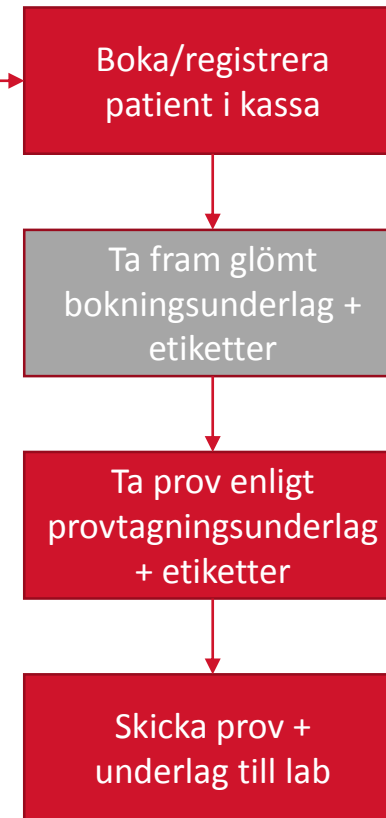 Boka/registrera
patient i kassa
Ta fram glömt
bokningsunderlag +
etiketter
Ta prov enligt
provtagningsunderlag
+ etiketter
Skicka prov +
underlag till lab